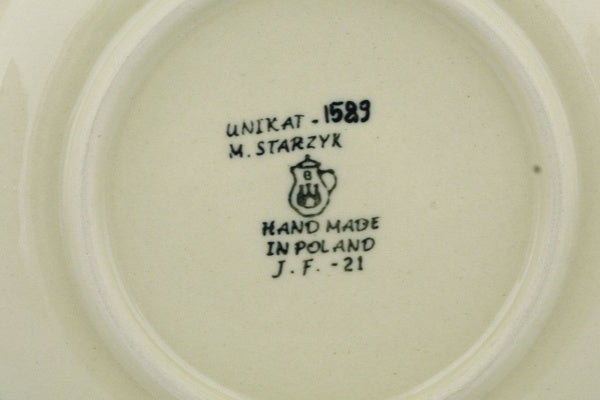 UNIKAT - 1589
M. STARZYK
B
HAND MADE
IN POLAND
J. F. - 21